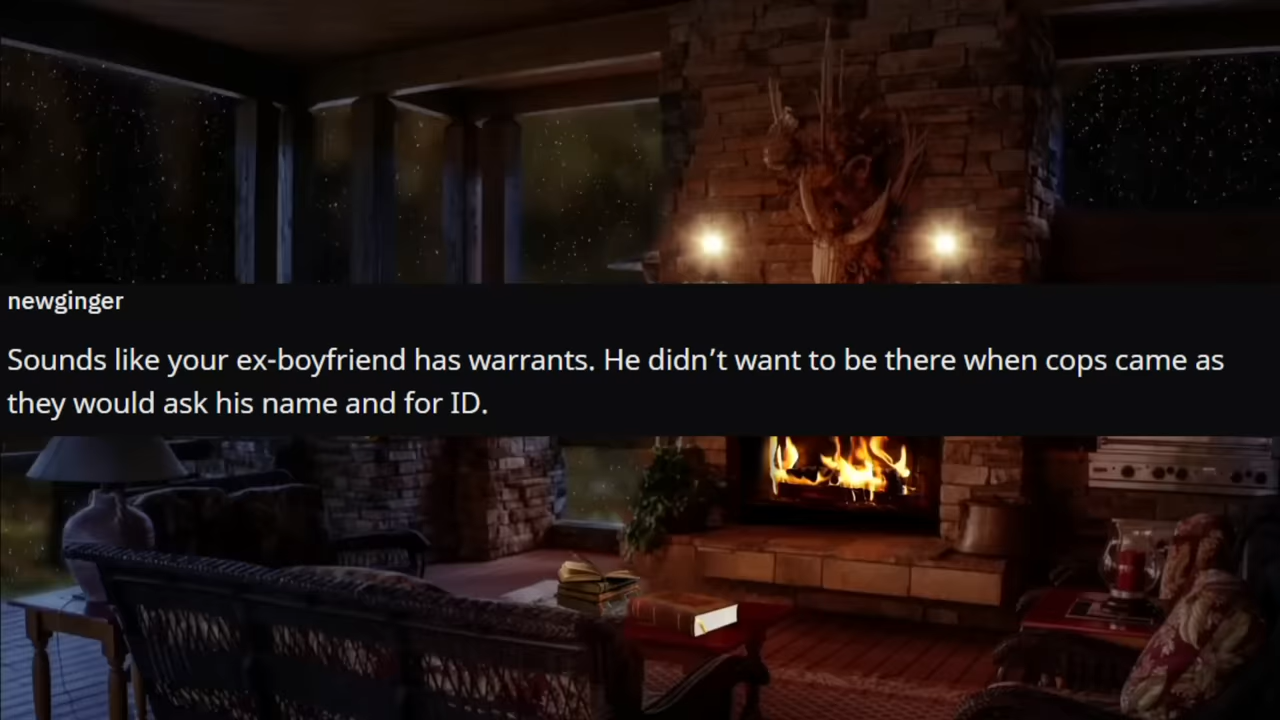 newginger
Sounds like your ex-boyfriend has warrants. He didn’t want to be there when cops came as
they would ask his name and for ID.